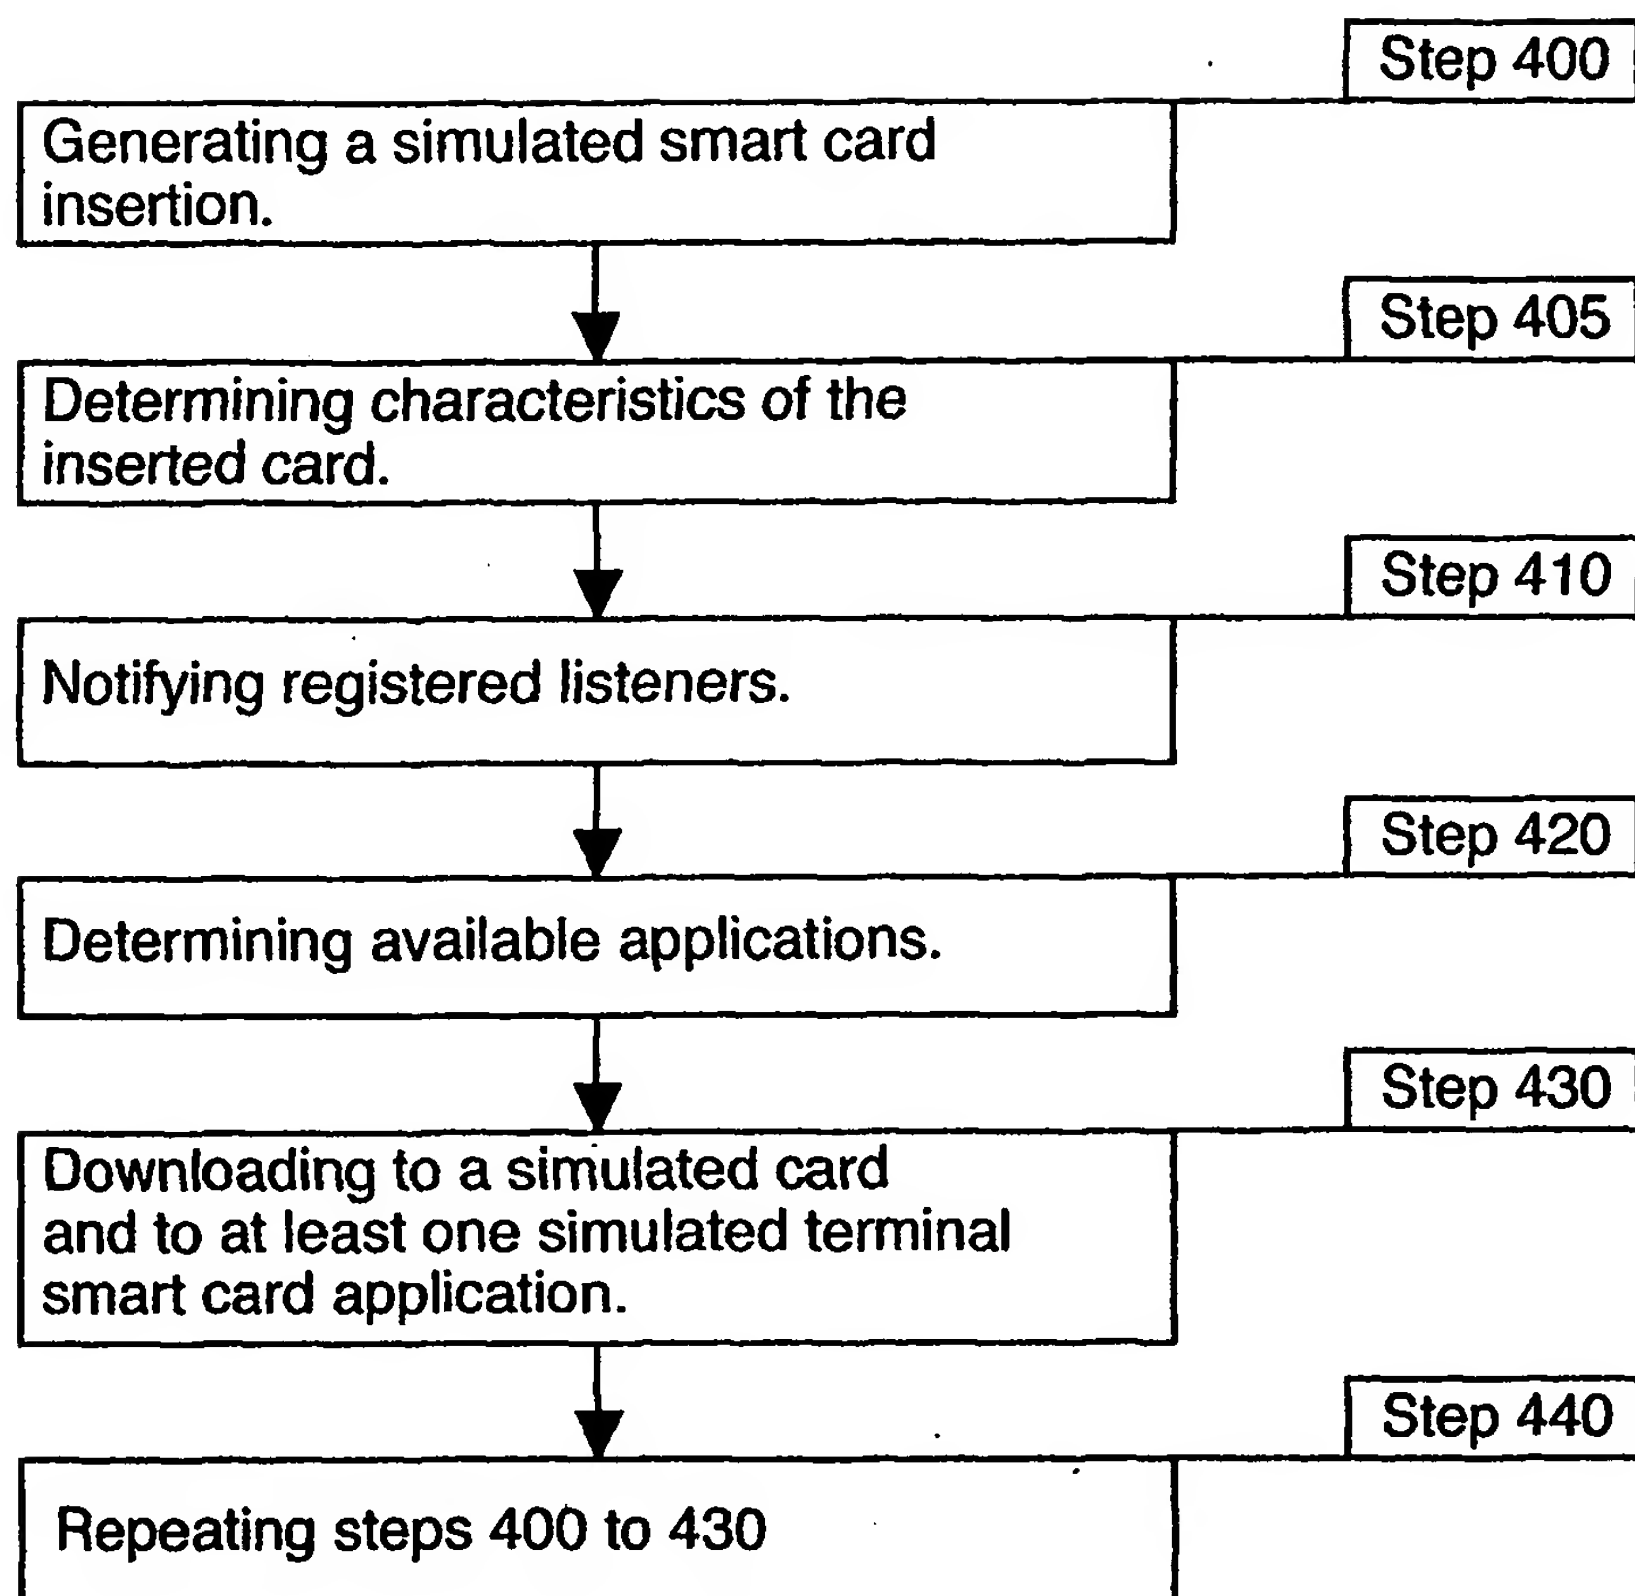 Step 400
Generating a simulated smart card
insertion.
Step 405
Determining characteristics of the
inserted card.
Step 410
Notifying registered listeners.
Step 420
Determining available applications.
Step 430
Downloading to a simulated card
and to at least one simulated terminal
smart card application.
Step 440
Repeating steps 400 to 430